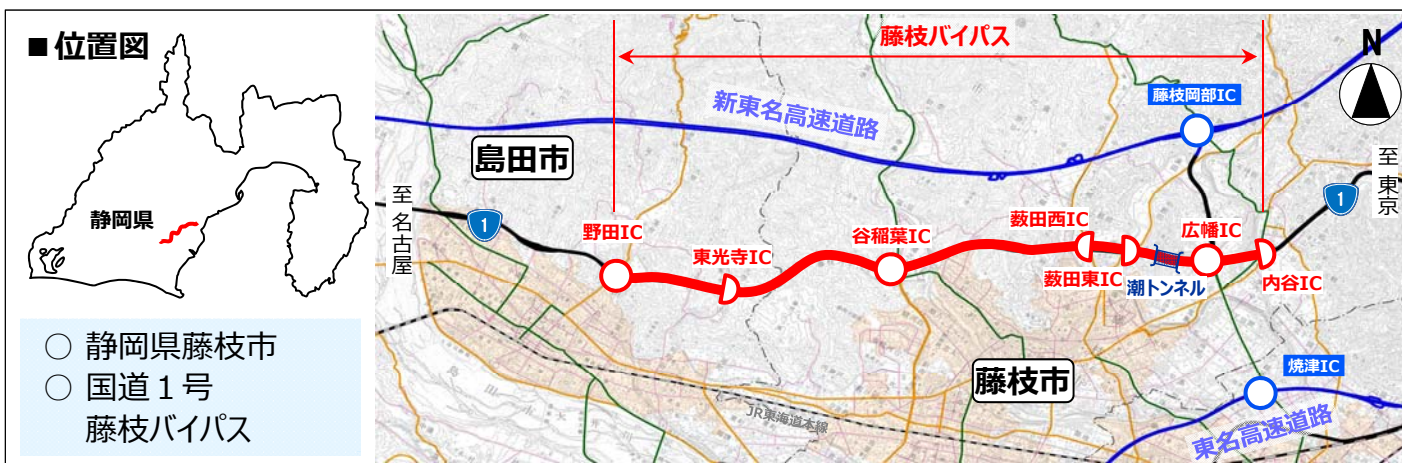 ■位置図
静岡県
○ 静岡県藤枝市
○ 国道１号
藤枝バイパス
藤枝バイパス
N
藤枝岡部IC
新東名高速道路
島田市
至名古屋
1
至東京
1
野田IC
東光寺IC
谷稲葉IC
薮田西IC
薮田東IC
潮トンネル
広幡IC
内谷IC
藤枝市
焼津IC
JR東海道本線
東名高速道路